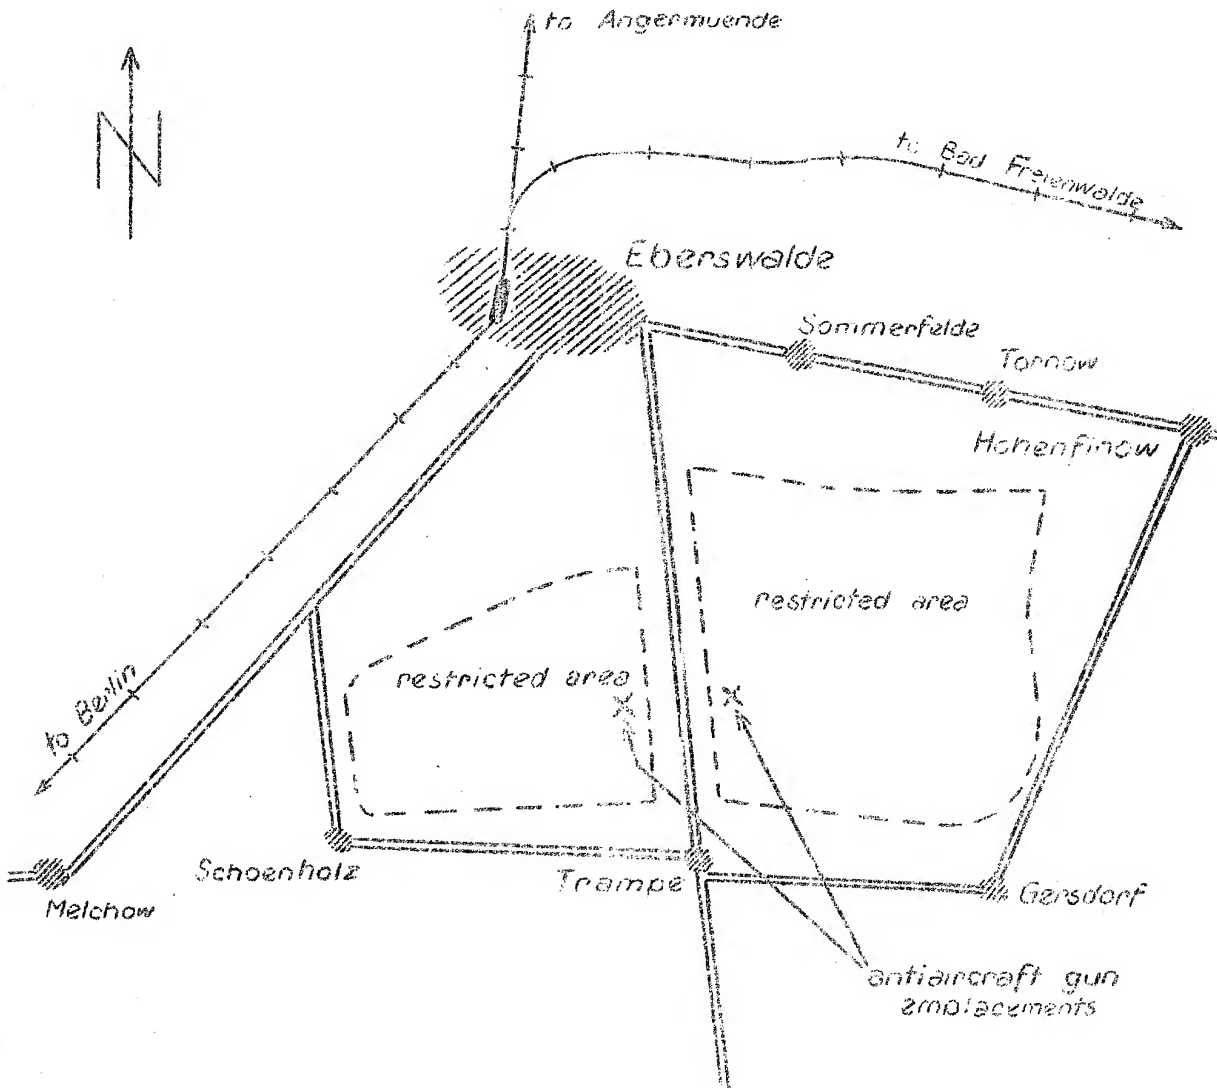 to Angermuende
N
to Bad Freienwalde
Eberswalde
Sommerfelde
Tornow
Hohenfinow
restricted area
restricted area
to Berlin
Schoenholz
Trampe
Gersdorf
Melchow
antiaircraft gun
emplacements